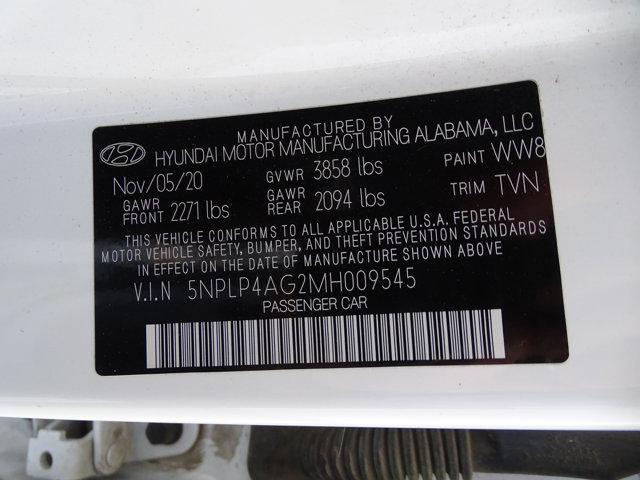 MANUFACTURED BY
HYUNDAI MOTOR MANUFACTURING ALABAMA, LLC
Nov/05/20 GVWR 3858 lbs PAINT WW8
GAWR FRONT 2271 lbs GAWR REAR 2094 lbs TRIM TVN
THIS VEHICLE CONFORMS TO ALL APPLICABLE U.S.A. FEDERAL
MOTOR VEHICLE SAFETY, BUMPER, AND THEFT PREVENTION STANDARDS
IN EFFECT ON THE DATE OF MANUFACTURE SHOWN ABOVE
V.I.N 5NPLP4AG2MH009545
PASSENGER CAR